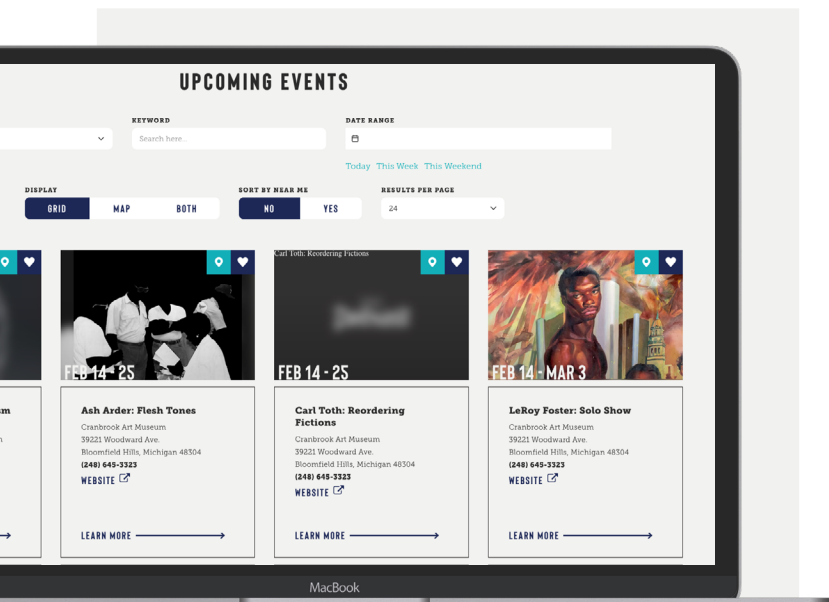 UPCOMING EVENTS
KEYWORD
DATE RANGE
Search here...
Today This Week This Weekend
DISPLAY
SORT BY NEAR ME
RESULTS PER PAGE
GRID MAP BOTH
NO YES
24
Carl Toth: Reordering Fictions
FEB 14 - 25
FEB 14 - 25
FEB 14 - MAR 3
Ash Arder: Flesh Tones
Cranbrook Art Museum
39221 Woodward Ave.
Bloomfield Hills, Michigan 48304
(248) 645-3323
WEBSITE
LEARN MORE
Carl Toth: Reordering
Fictions
Cranbrook Art Museum
39221 Woodward Ave.
Bloomfield Hills, Michigan 48304
(248) 645-3323
WEBSITE
LEARN MORE
LeRoy Foster: Solo Show
Cranbrook Art Museum
39221 Woodward Ave.
Bloomfield Hills, Michigan 48304
(248) 645-3323
WEBSITE
LEARN MORE
MacBook